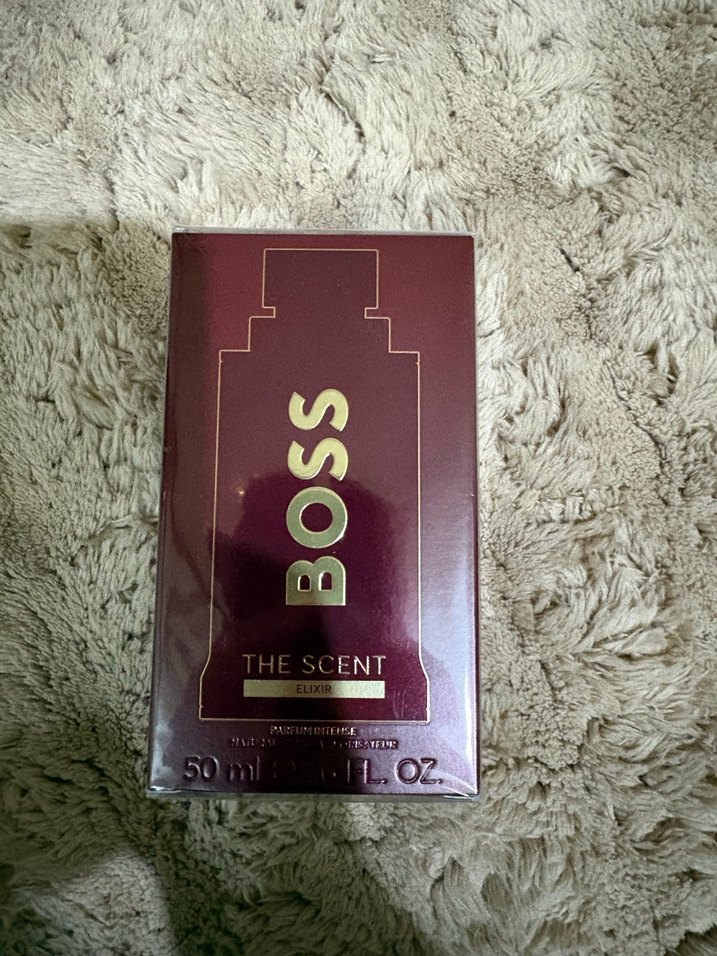 BOSS
THE SCENT
ELIXIR
PARFUM INTENSE
50 ml FL. OZ.